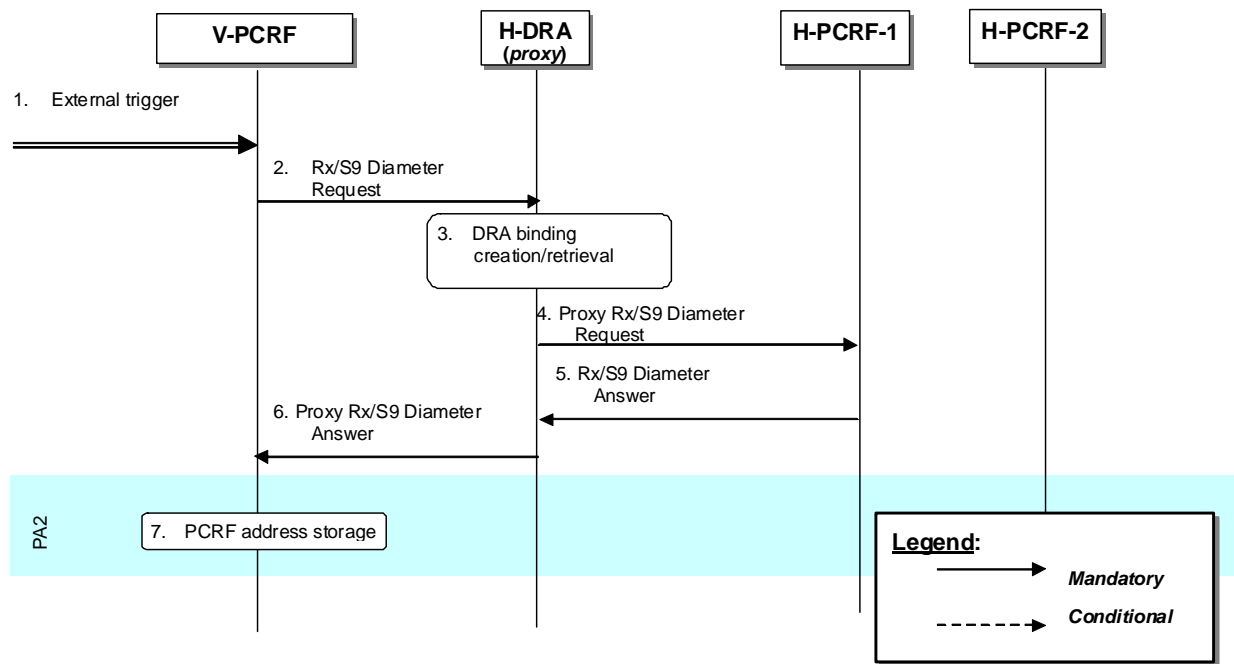 V-PCRF
H-DRA
(proxy)
H-PCRF-1
H-PCRF-2
1. External trigger
2. Rx/S9 Diameter
Request
3. DRA binding
creation/retrieval
4. Proxy Rx/S9 Diameter
Request
5. Rx/S9 Diameter
Answer
6. Proxy Rx/S9 Diameter
Answer
PA2
7. PCRF address storage
Legend:
Mandatory
Conditional